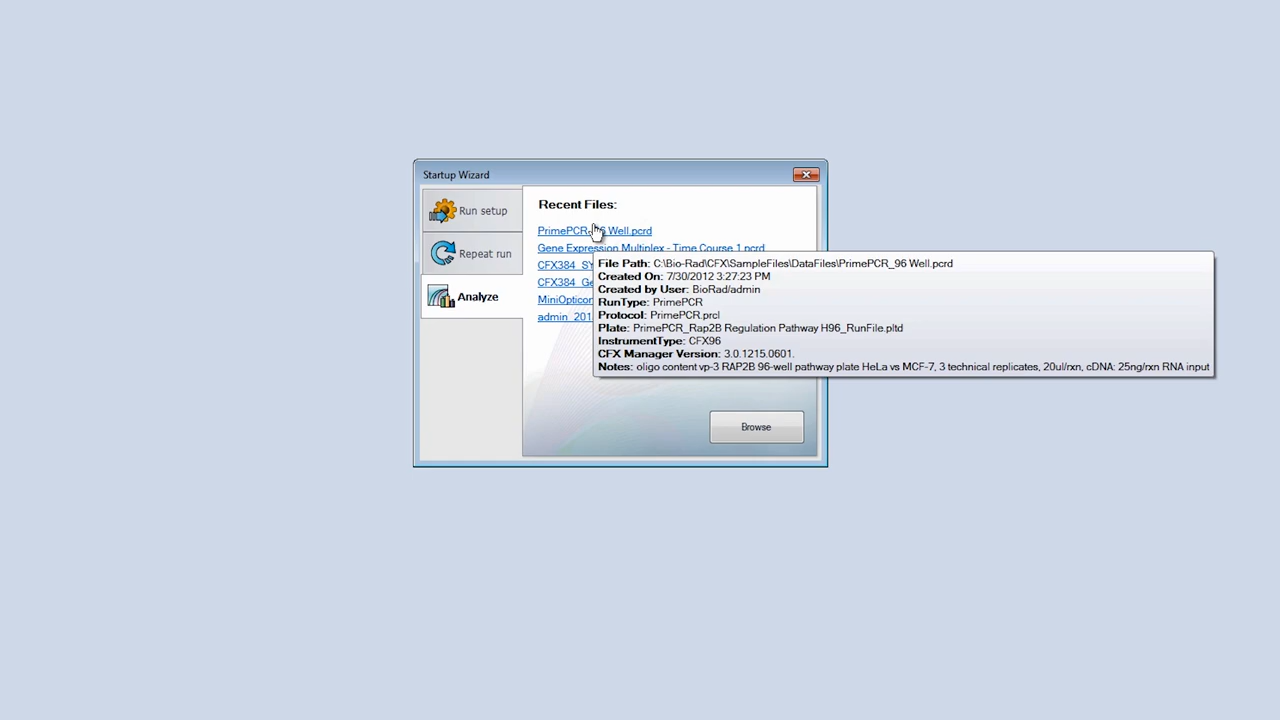 Startup Wizard
Run setup
Repeat run
Analyze
Recent Files:
PrimePCR_96 Well.pcrd
Gene Expression Multiplex - Time Course 1.pcrd
CFX384_SY
CFX384_Ge
MiniOpticon
admin_201
File Path: C:\Bio-Rad\CFX\SampleFiles\DataFiles\PrimePCR_96 Well.pcrd
Created On: 7/30/2012 3:27:23 PM
Created by User: BioRad/admin
RunType: PrimePCR
Protocol: PrimePCR.prcl
Plate: PrimePCR_Rap2B Regulation Pathway H96_RunFile.pltd
InstrumentType: CFX96
CFX Manager Version: 3.0.1215.0601.
Notes: oligo content vp-3 RAP2B 96-well pathway plate HeLa vs MCF-7, 3 technical replicates, 20ul/rxn, cDNA: 25ng/rxn RNA input
Browse